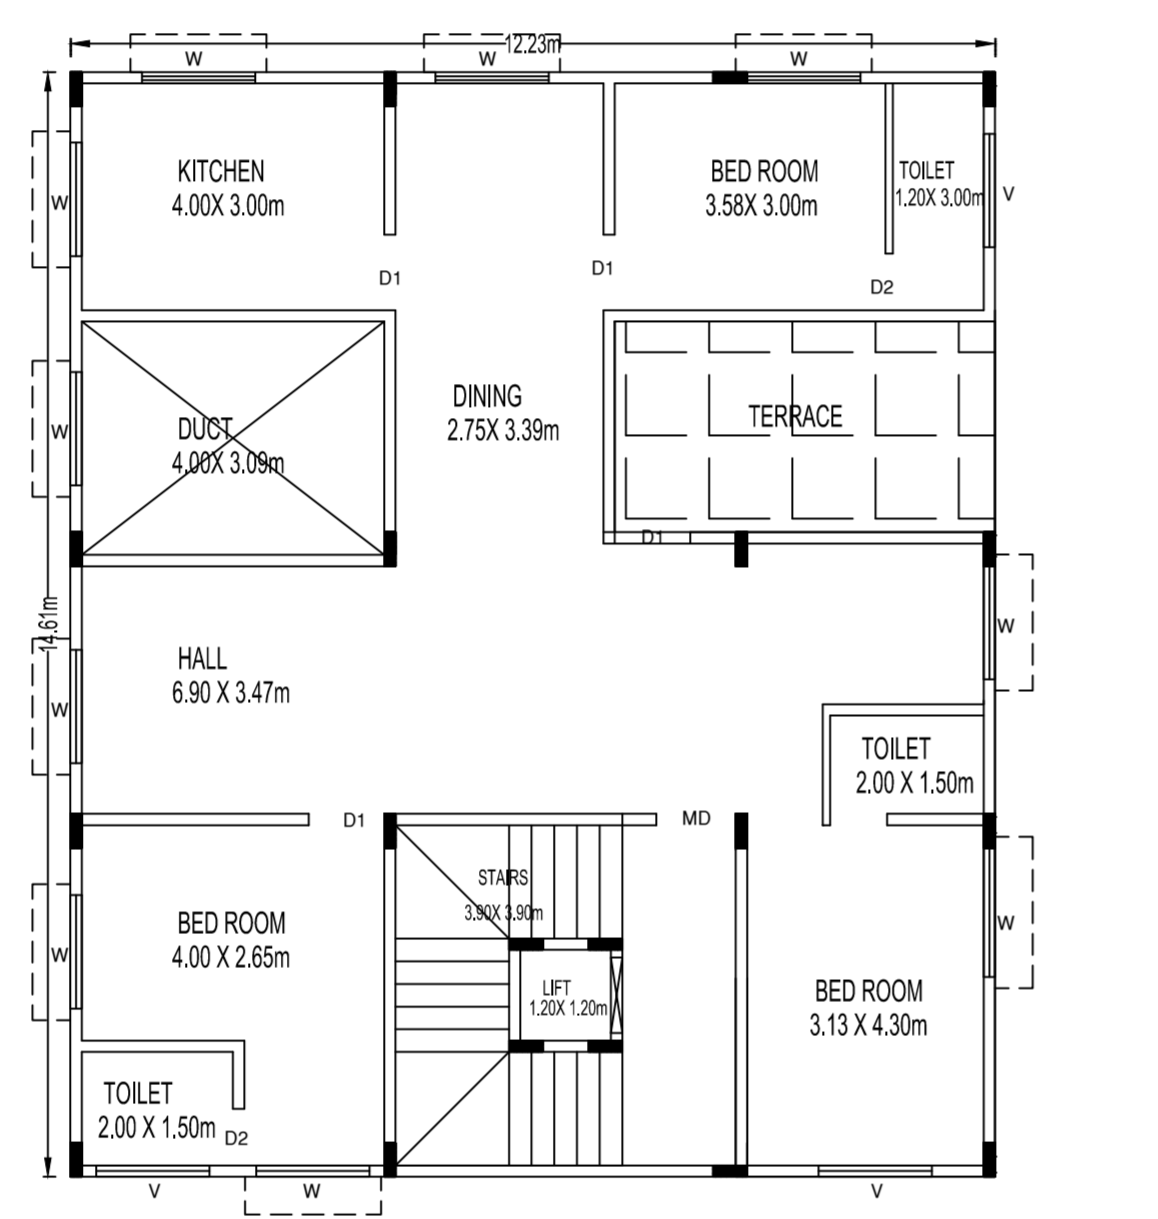 12.23m
W
W
W
KITCHEN
4.00X 3.00m
BED ROOM
3.58X 3.00m
TOILET
1.20X 3.00m
V
W
D1
D1
D2
DINING
2.75X 3.39m
TERRACE
DUCT
4.00X 3.09m
W
D1
14.61m
W
HALL
6.90 X 3.47m
W
TOILET
2.00 X 1.50m
D1
MD
STAIRS
3.90X 3.90m
BED ROOM
4.00 X 2.65m
W
W
LIFT
1.20X 1.20m
BED ROOM
3.13 X 4.30m
TOILET
2.00 X 1.50m
D2
V
W
V